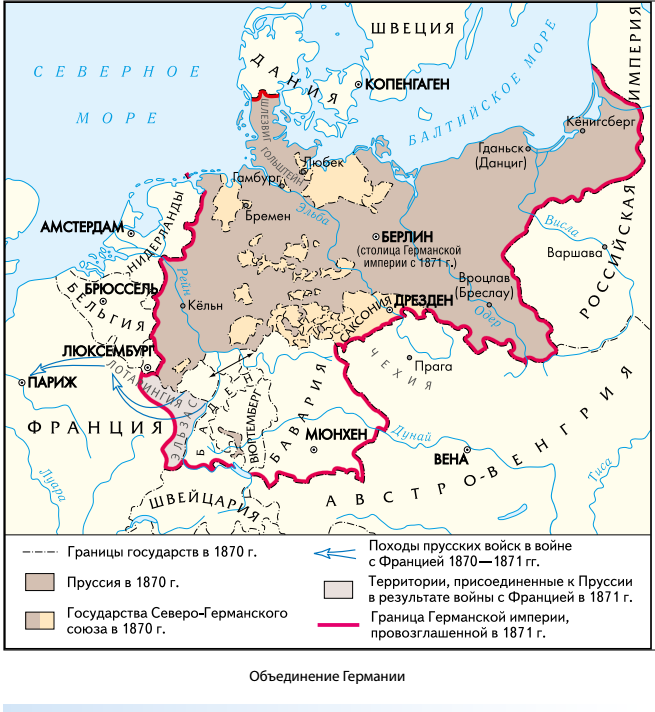 ШВЕЦИЯ
СЕВЕРНОЕ
МОРЕ
ДАНИЯ
КОПЕНГАГЕН
БАЛТИЙСКОЕ МОРЕ
ИМПЕРИЯ
РОССИЙСКАЯ
ШЛЕЗВИГ
ГОЛЬШТЕЙН
Любек
Гамбург
Бремен
Эльба
Кёнигсберг
Гданьск
(Данциг)
Висла
Варшава
АМСТЕРДАМ
НИДЕРЛАНДЫ
БЕРЛИН
(столица Германской
империи с 1871 г.)
БРЮССЕЛЬ
БЕЛЬГИЯ
Рейн
Кёльн
Вроцлав
(Бреслау)
Одер
ДРЕЗДЕН
САКСОНИЯ
ЛЮКСЕМБУРГ
ЛОТАРИНГИЯ
ПАРИЖ
ФРАНЦИЯ
ЭЛЬЗАС
БАДЕН
ВЮРТЕМБЕРГ
БАВАРИЯ
МЮНХЕН
Прага
ЧЕХИЯ
Дунай
ВЕНА
АВСТРО-ВЕНГРИЯ
Тиса
Луара
ШВЕЙЦАРИЯ
Границы государств в 1870 г.
Пруссия в 1870 г.
Государства Северо-Германского
союза в 1870 г.
Походы прусских войск в войне
с Францией 1870—1871 гг.
Территории, присоединенные к Пруссии
в результате войны с Францией в 1871 г.
Граница Германской империи,
провозглашенной в 1871 г.
Объединение Германии